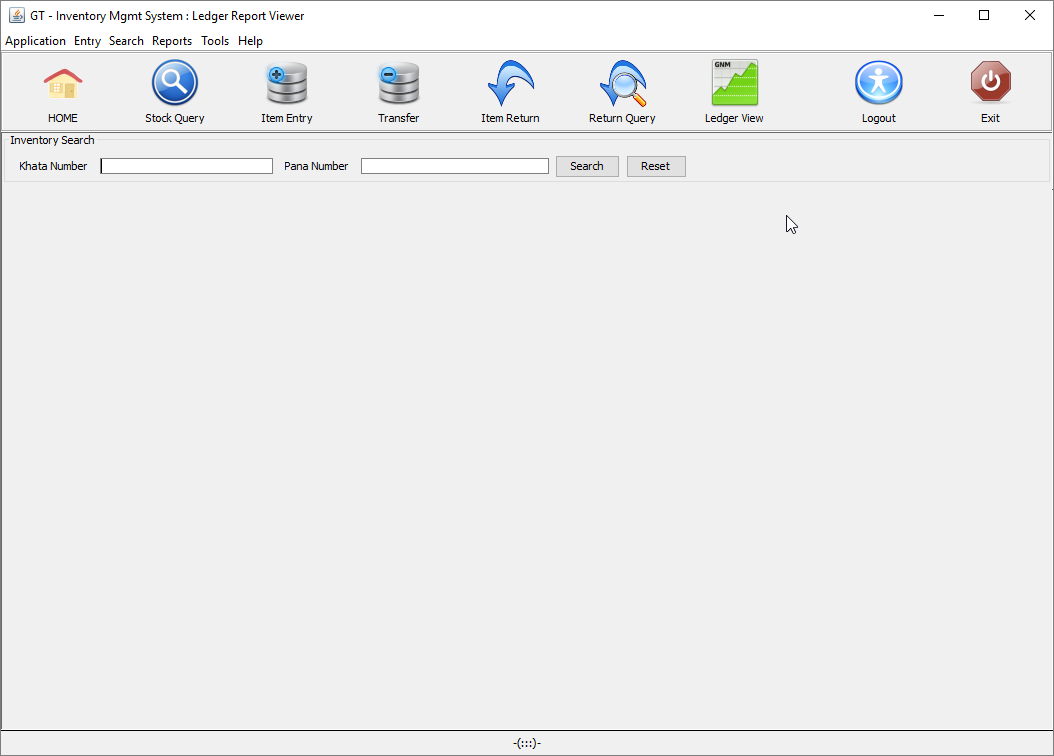 GT - Inventory Mgmt System : Ledger Report Viewer
Application Entry Search Reports Tools Help
GNM
HOME Stock Query Item Entry Transfer Item Return Return Query Ledger View Logout Exit
Inventory Search
Khata Number Pana Number Search Reset
-(:::)-